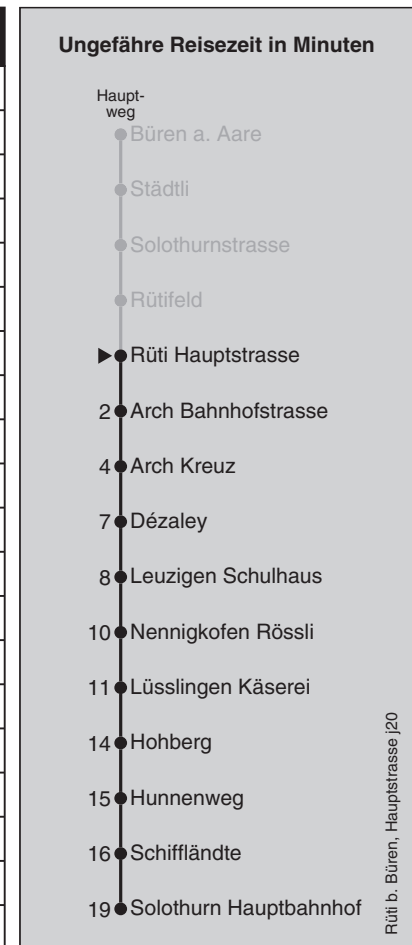 Ungefähre Reisezeit in Minuten
Haupt-
weg
Büren a. Aare
Städtli
Solothurnstrasse
Rütifeld
Rüti Hauptstrasse
2 Arch Bahnhofstrasse
4 Arch Kreuz
7 Dézaley
8 Leuzigen Schulhaus
10 Nennigkofen Rössli
11 Lüsslingen Käserei
14 Hohberg
15 Hunnenweg
16 Schiffländte
19 Solothurn Hauptbahnhof
Rüti b. Büren, Hauptstrasse j20